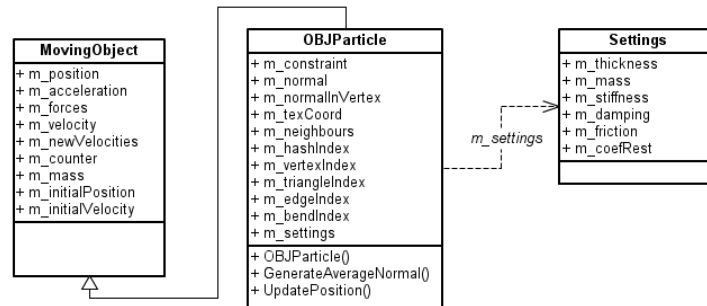 MovingObject
+ m_position
+ m_acceleration
+ m_forces
+ m_velocity
+ m_newVelocities
+ m_counter
+ m_mass
+ m_initialPosition
+ m_initialVelocity
OBJParticle
+ m_constraint
+ m_normal
+ m_normalInVertex
+ m_texCoord
+ m_neighbours
+ m_hashIndex
+ m_vertexIndex
+ m_triangleIndex
+ m_edgeIndex
+ m_bendIndex
+ m_settings
+ OBJParticle()
+ GenerateAverageNormal()
+ UpdatePosition()
m_settings
Settings
+ m_thickness
+ m_mass
+ m_stiffness
+ m_damping
+ m_friction
+ m_coefRest